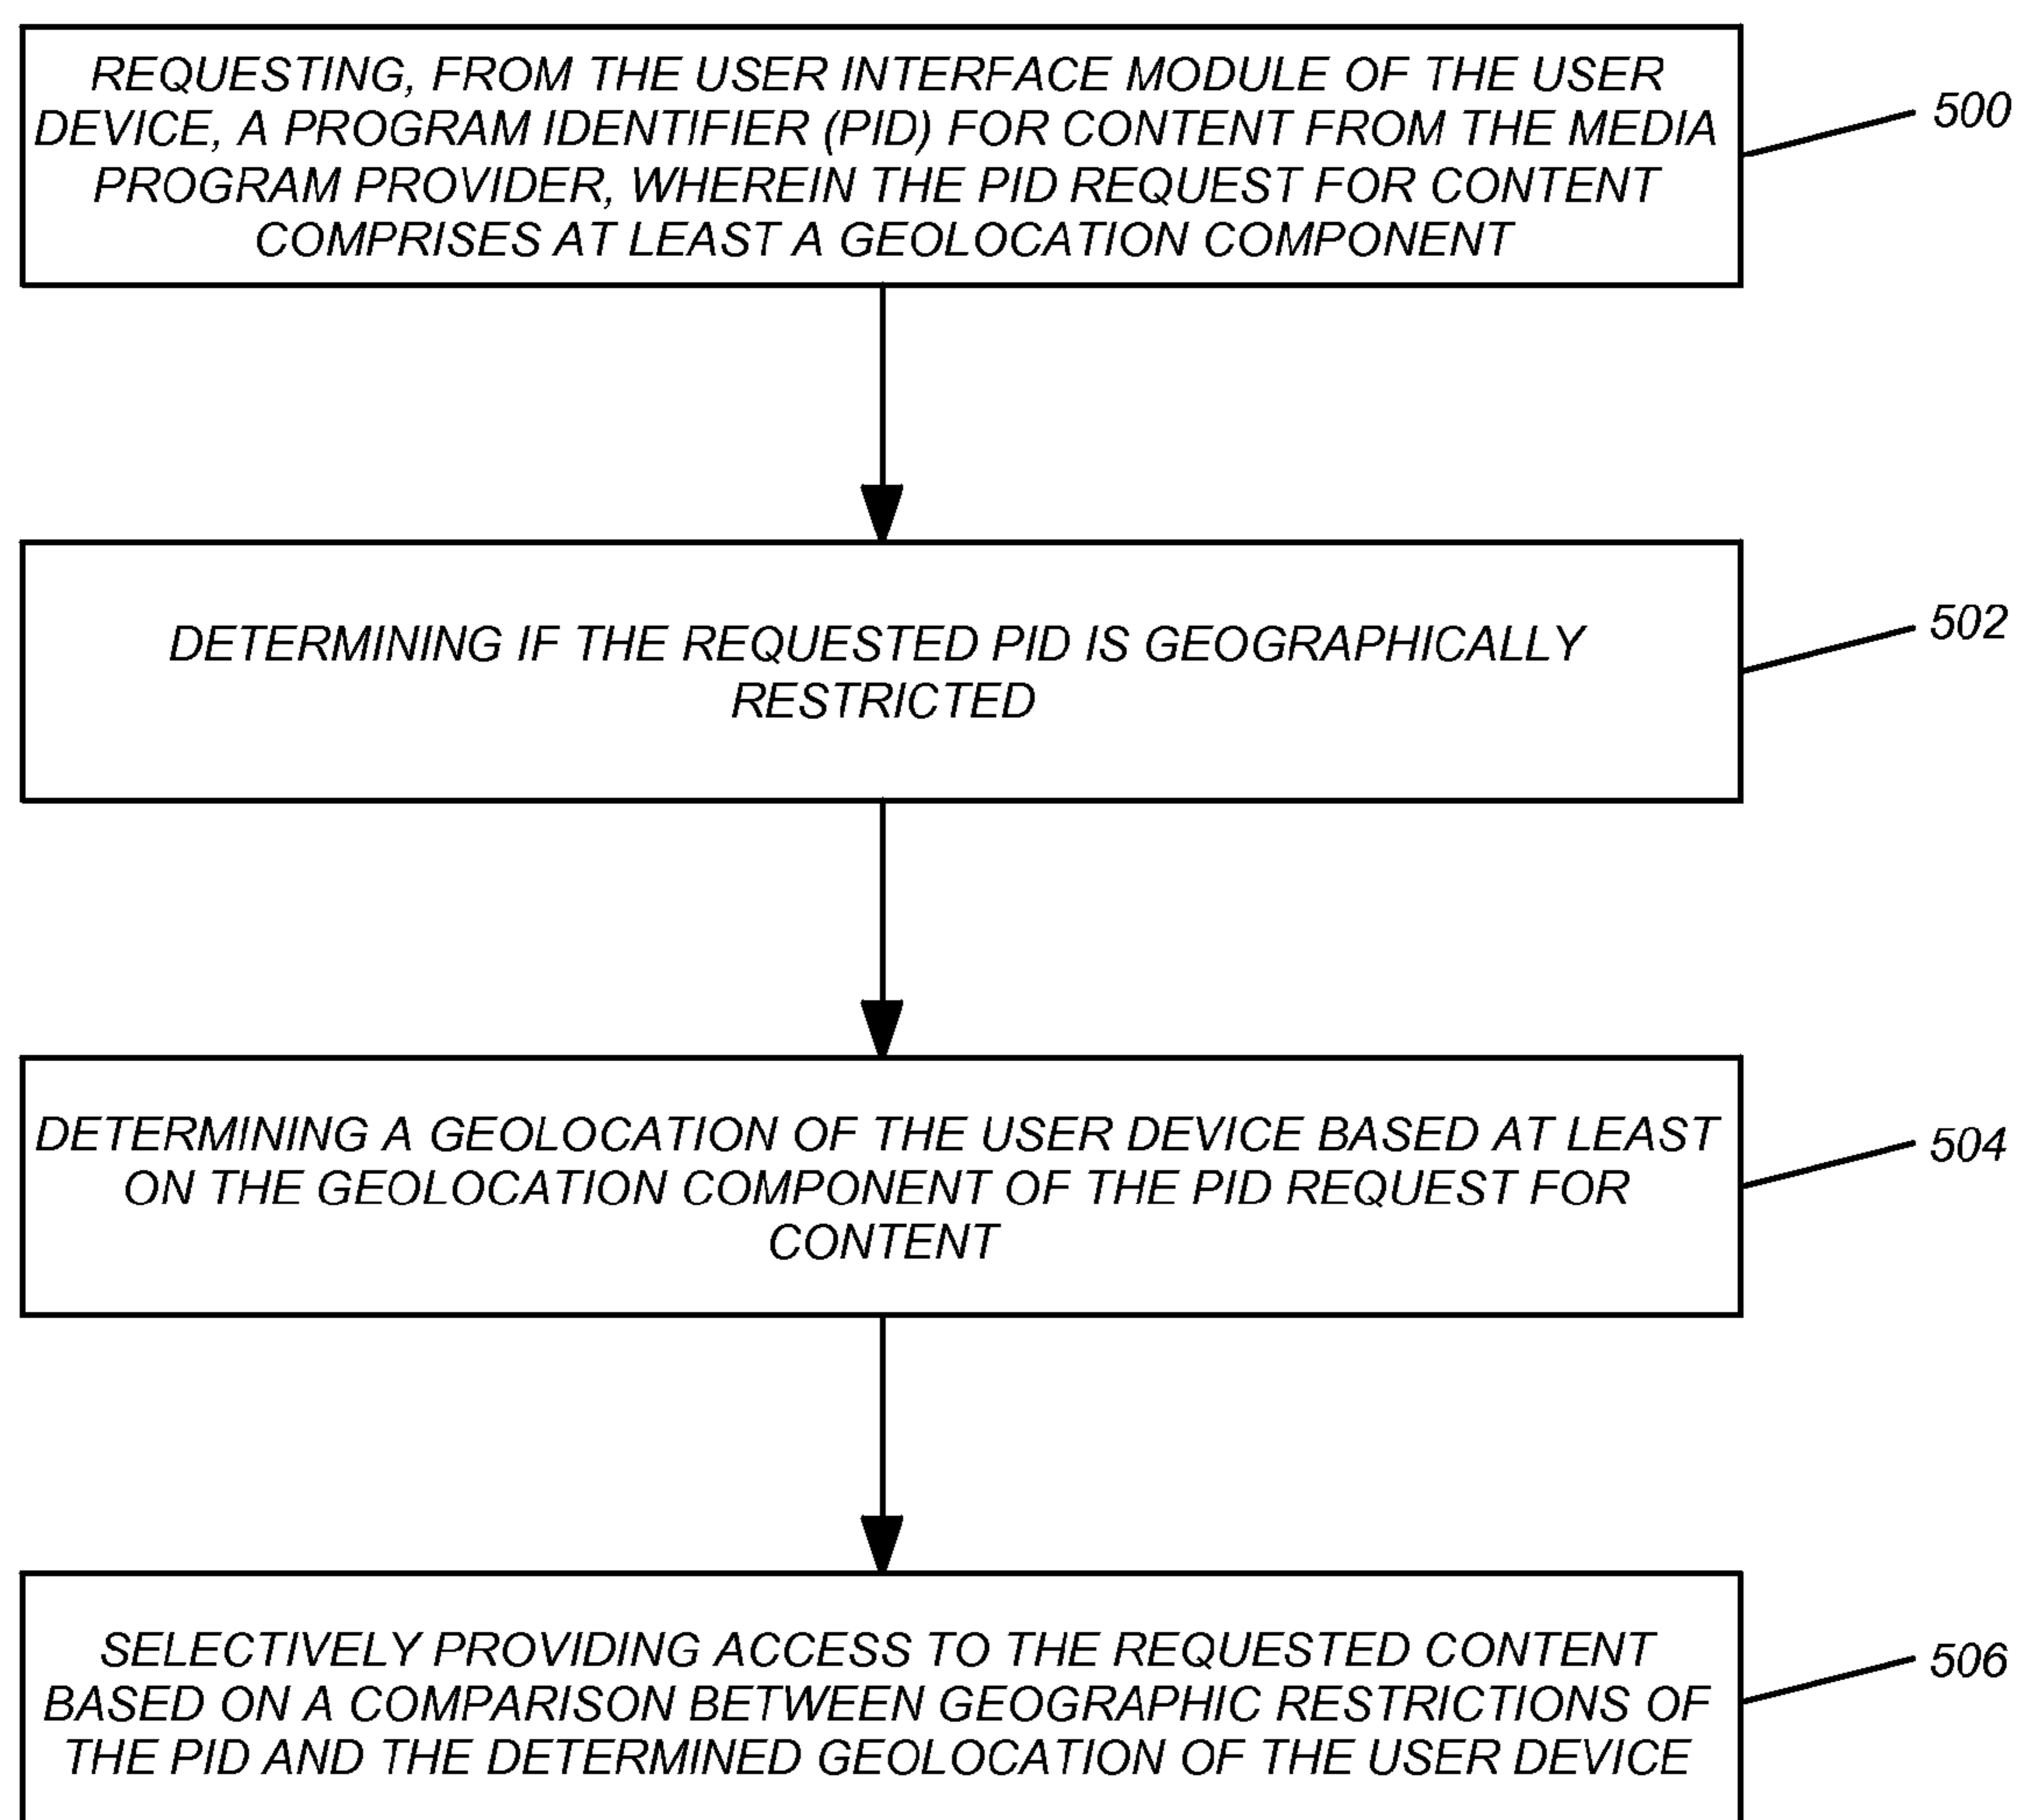 REQUESTING, FROM THE USER INTERFACE MODULE OF THE USER
DEVICE, A PROGRAM IDENTIFIER (PID) FOR CONTENT FROM THE MEDIA
PROGRAM PROVIDER, WHEREIN THE PID REQUEST FOR CONTENT
COMPRISES AT LEAST A GEOLOCATION COMPONENT
500
DETERMINING IF THE REQUESTED PID IS GEOGRAPHICALLY
RESTRICTED
502
DETERMINING A GEOLOCATION OF THE USER DEVICE BASED AT LEAST
ON THE GEOLOCATION COMPONENT OF THE PID REQUEST FOR
CONTENT
504
SELECTIVELY PROVIDING ACCESS TO THE REQUESTED CONTENT
BASED ON A COMPARISON BETWEEN GEOGRAPHIC RESTRICTIONS OF
THE PID AND THE DETERMINED GEOLOCATION OF THE USER DEVICE
506